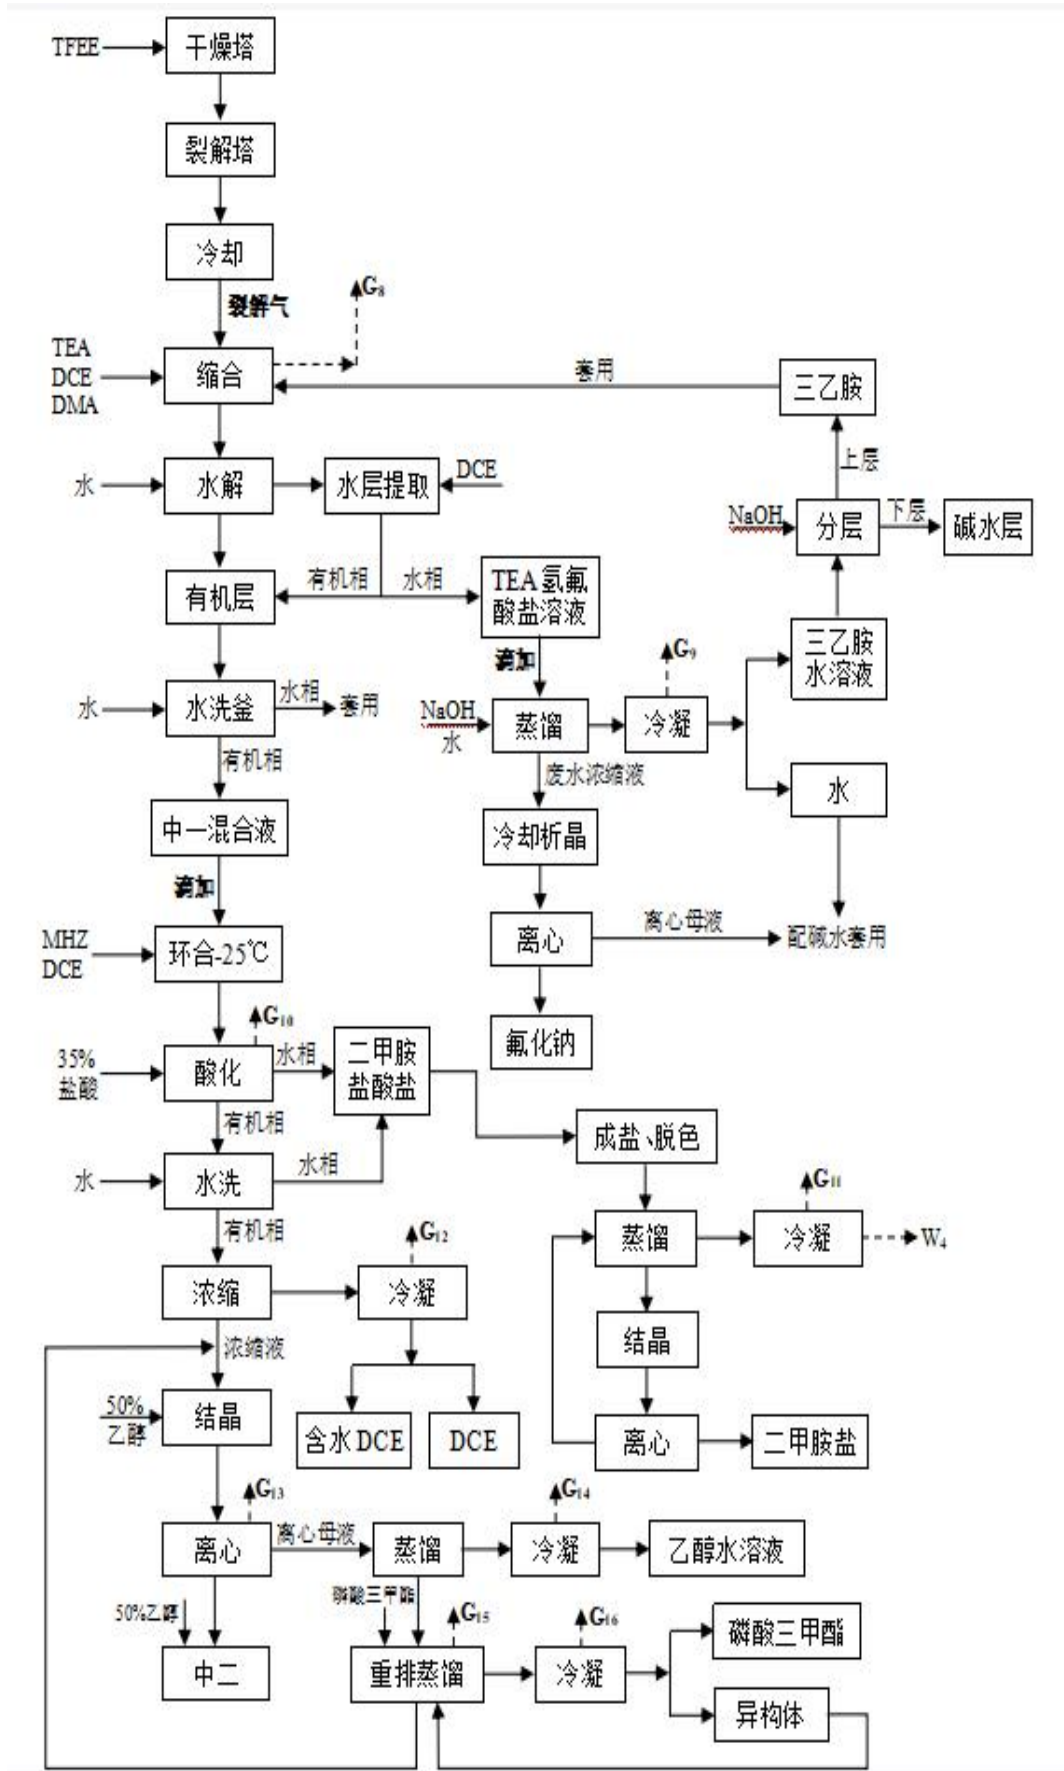 TFEE
干燥塔
裂解塔
冷却
裂解气
G8
TEA
DCE
DMA
缩合
套用
三乙胺
上层
水
水解
水层提取
DCE
NaOH
分层
下层
碱水层
有机层
有机相
水相
TEA氢氟
酸盐溶液
滴加
G9
三乙胺
水溶液
水
水洗釜
水相
套用
NaOH
水
蒸馏
冷凝
有机相
废水浓缩液
水
中一混合液
冷却析晶
滴加
MHZ
DCE
环合-25℃
离心
离心母液
配碱水套用
G10
35%
盐酸
酸化
水相
二甲胺
盐酸盐
氟化钠
有机相
成盐、脱色
水
水洗
水相
G11
有机相
G12
蒸馏
冷凝
W4
浓缩
冷凝
浓缩液
结晶
50%
乙醇
结晶
含水DCE
DCE
离心
二甲胺盐
G13
G14
离心
离心母液
蒸馏
冷凝
乙醇水溶液
50%乙醇
磷酸三甲酯
G15
G16
磷酸三甲酯
中二
重排蒸馏
冷凝
异构体